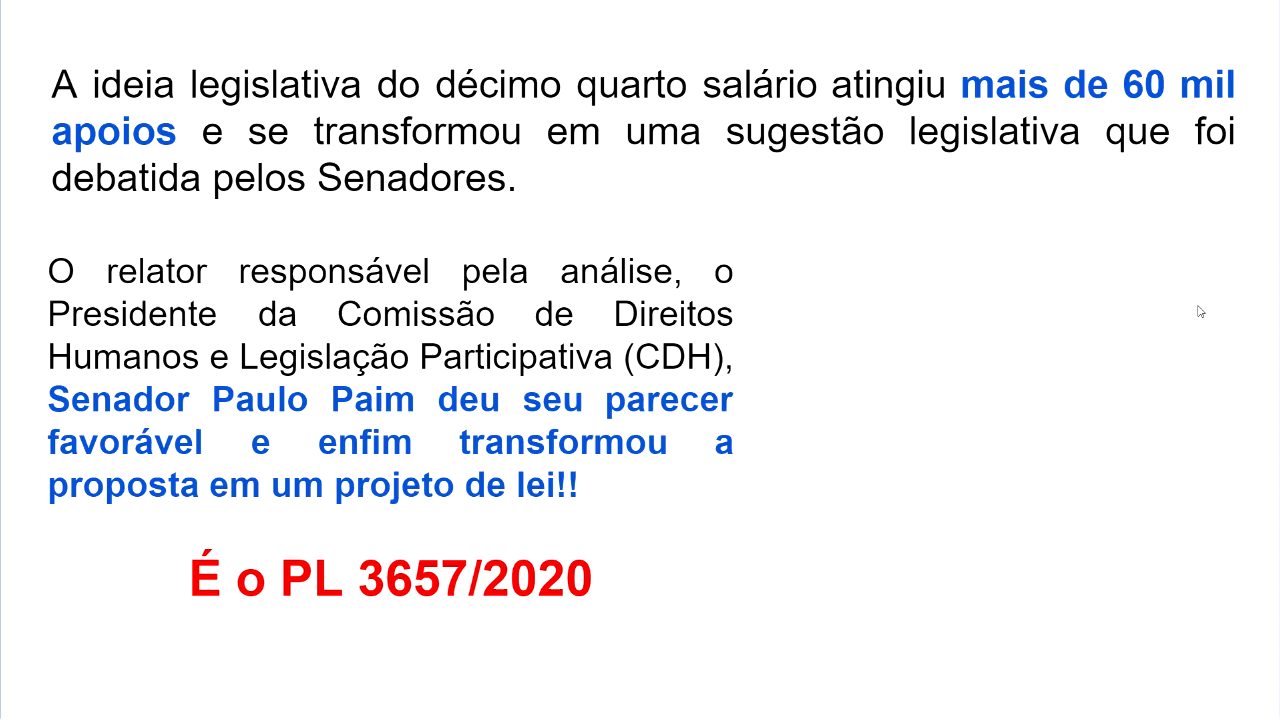 A ideia legislativa do décimo quarto salário atingiu mais de 60 mil
apoios e se transformou em uma sugestão legislativa que foi
debatida pelos Senadores.
O relator responsável pela análise, o
Presidente da Comissão de Direitos
Humanos e Legislação Participativa (CDH),
Senador Paulo Paim deu seu parecer
favorável e enfim transformou a
proposta em um projeto de lei!!
É o PL 3657/2020